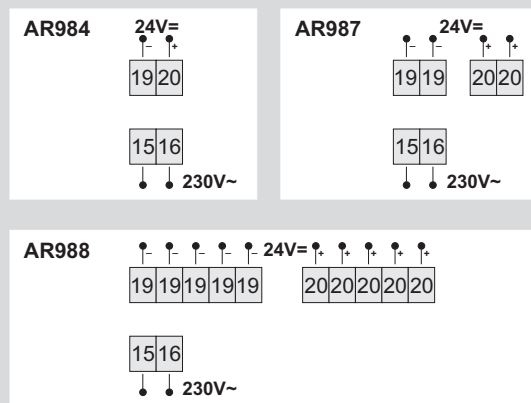 AR984 24V=
- +
19 20
15 16
230V~
AR987 24V=
- - + +
19 19 20 20
15 16
230V~
AR988 - - - - - 24V= + + + + +
19 19 19 19 19 20 20 20 20 20
15 16
230V~